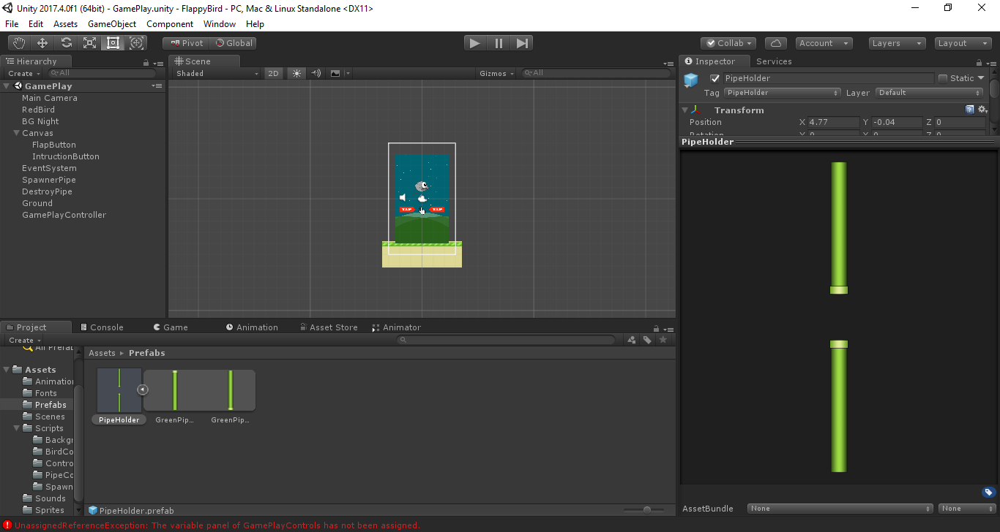 Unity 2017.4.0f1 (64bit) - GamePlay.unity - FlappyBird - PC, Mac & Linux Standalone <DX11>
File Edit Assets GameObject Component Window Help
Pivot Global Collab Account Layers Layout
Hierarchy
Create All
GamePlay
Main Camera
RedBird
BG Night
Canvas
FlapButton
IntructionButton
EventSystem
SpawnerPipe
DestroyPipe
Ground
GamePlayController
Scene
Shaded 2D Gizmos All
TAP TAP
Inspector Services
PipeHolder Static
Tag PipeHolder Layer Default
Transform
Position X 4.77 Y -0.04 Z 0
Rotation X 0 Y 0 Z 0
PipeHolder
AssetBundle None None
Project Console Game Animation Asset Store Animator
Create
All Prefab
Assets
Animation
Fonts
Prefabs
Scenes
Scripts
Backgr
BirdCo
Contro
PipeCo
Spawn
Sounds
Sprites
Assets Prefabs
PipeHolder GreenPip... GreenPip...
PipeHolder.prefab
UnassignedReferenceException: The variable panel of GamePlayControls has not been assigned.